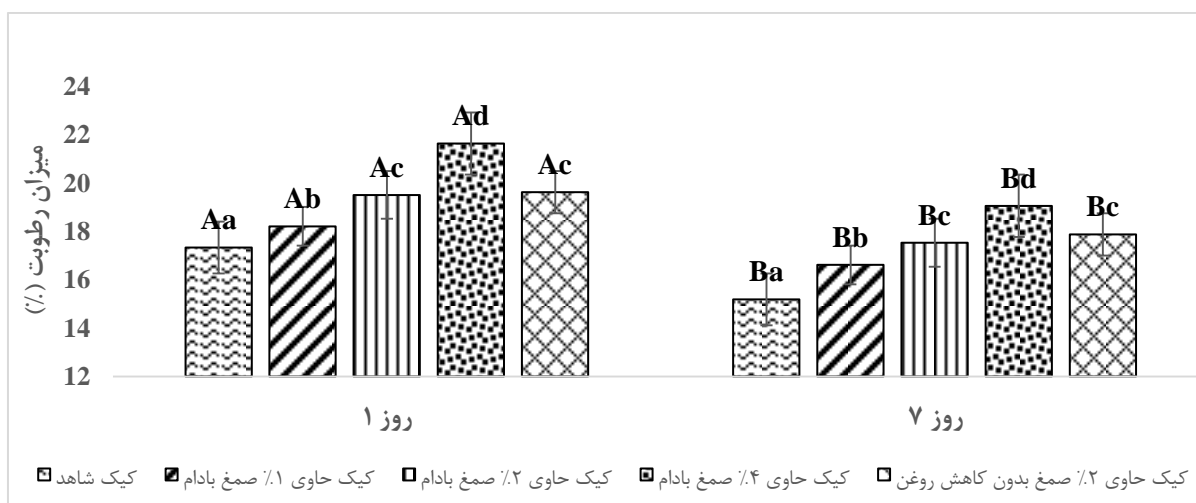 میزان رطوبت (٪)
24
22
20
18
16
14
12
Aa
Ab
Ac
Ad
Ac
Ba
Bb
Bc
Bd
Bc
روز ۱
روز ۷
کیک شاهد
کیک حاوی ۱٪ صمغ بادام
کیک حاوی ۲٪ صمغ بادام
کیک حاوی ۴٪ صمغ بادام
کیک حاوی ۲٪ صمغ بدون کاهش روغن